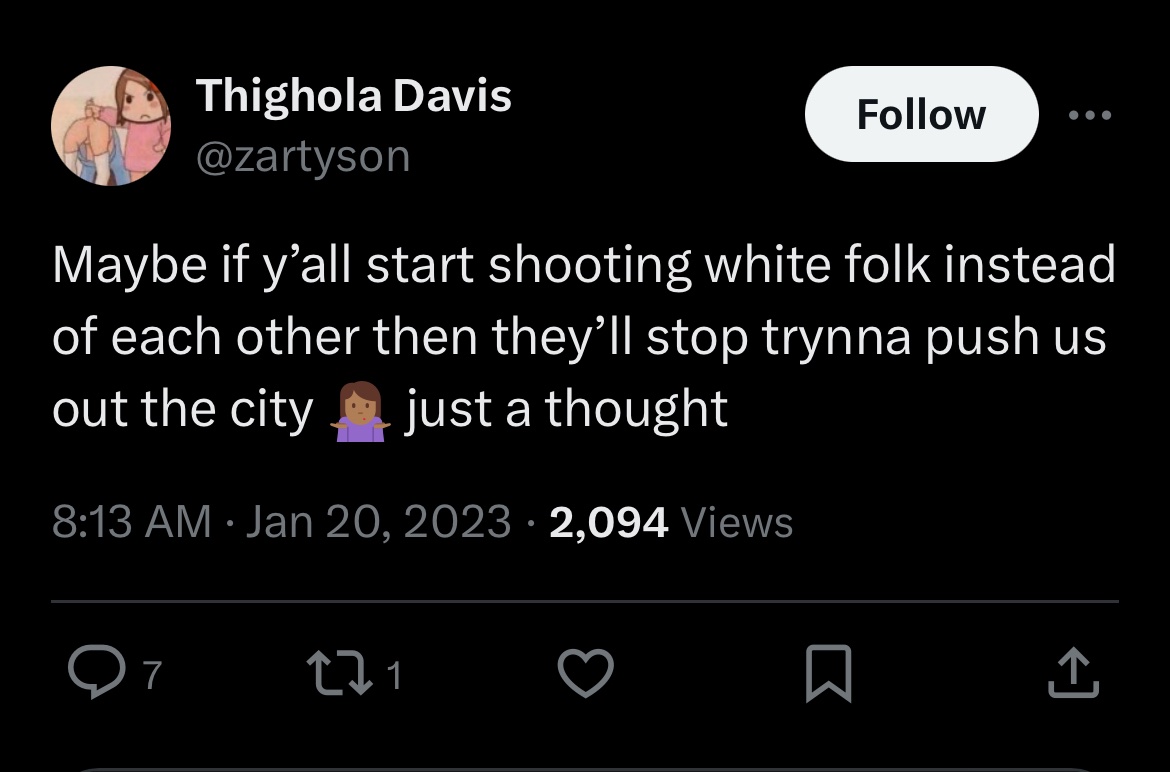 Thighola Davis
Follow
@zartyson
Maybe if y’all start shooting white folk instead
of each other then they’ll stop trynna push us
out the city 🤷🏽‍♀️ just a thought
8:13 AM · Jan 20, 2023 · 2,094 Views
7 1